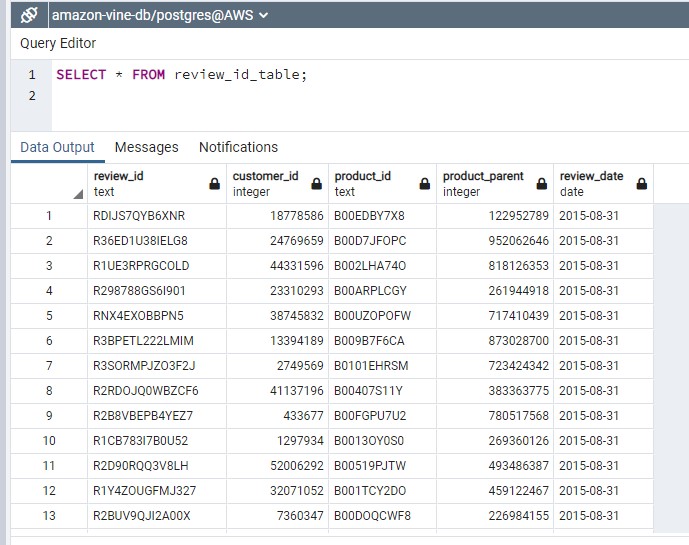 amazon-vine-db/postgres@AWS
Query Editor
1 SELECT * FROM review_id_table;
2
Data Output Messages Notifications
review_id customer_id product_id product_parent review_date
text integer text integer date
1 RDIJS7QYB6XNR 18778586 B00EDBY7X8 122952789 2015-08-31
2 R36ED1U38IELG8 24769659 B00D7JFOPC 952062646 2015-08-31
3 R1UE3RPRGCOLD 44331596 B002LHA74O 818126353 2015-08-31
4 R298788GS6I901 23310293 B00ARPLCGY 261944918 2015-08-31
5 RNX4EXOBBPN5 38745832 B00UZOPOFW 717410439 2015-08-31
6 R3BPETL222LMIM 13394189 B009B7F6CA 873028700 2015-08-31
7 R3SORMPJZO3F2J 2749569 B0101EHRSM 723424342 2015-08-31
8 R2RDOJQ0WBZCF6 41137196 B00407S11Y 383363775 2015-08-31
9 R2B8VBEPB4YEZ7 433677 B00FGPU7U2 780517568 2015-08-31
10 R1CB783I7B0U52 1297934 B0013OY0S0 269360126 2015-08-31
11 R2D90RQQ3V8LH 52006292 B00519PJTW 493486387 2015-08-31
12 R1Y4ZOUGFMJ327 32071052 B001TCY2DO 459122467 2015-08-31
13 R2BUV9QJI2A00X 7360347 B00DOQCWF8 226984155 2015-08-31